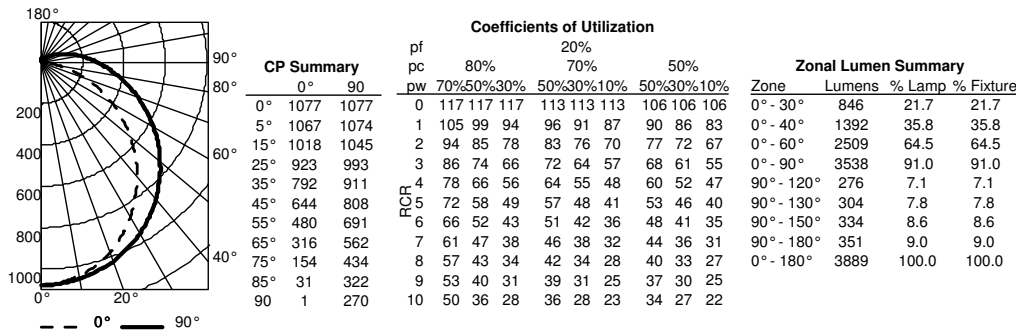 180°
90°
80°
60°
40°
200
400
600
800
1000
0° 20°
0° 90°
CP Summary
0° 90
0° 1077 1077
5° 1067 1074
15° 1018 1045
25° 923 993
35° 792 911
45° 644 808
55° 480 691
65° 316 562
75° 154 434
85° 31 322
90 1 270
Coefficients of Utilization
pf 20%
pc 80% 70% 50%
pw 70%50%30% 50%30%10% 50%30%10%
RCR
0 117 117 117 113 113 113 106 106 106
1 105 99 94 96 91 87 90 86 83
2 94 85 78 83 76 70 77 72 67
3 86 74 66 72 64 57 68 61 55
4 78 66 56 64 55 48 60 52 47
5 72 58 49 57 48 41 53 46 40
6 66 52 43 51 42 36 48 41 35
7 61 47 38 46 38 32 44 36 31
8 57 43 34 42 34 28 40 33 27
9 53 40 31 39 31 25 37 30 25
10 50 36 28 36 28 23 34 27 22
Zonal Lumen Summary
Zone Lumens % Lamp % Fixture
0° - 30° 846 21.7 21.7
0° - 40° 1392 35.8 35.8
0° - 60° 2509 64.5 64.5
0° - 90° 3538 91.0 91.0
90° - 120° 276 7.1 7.1
90° - 130° 304 7.8 7.8
90° - 150° 334 8.6 8.6
90° - 180° 351 9.0 9.0
0° - 180° 3889 100.0 100.0